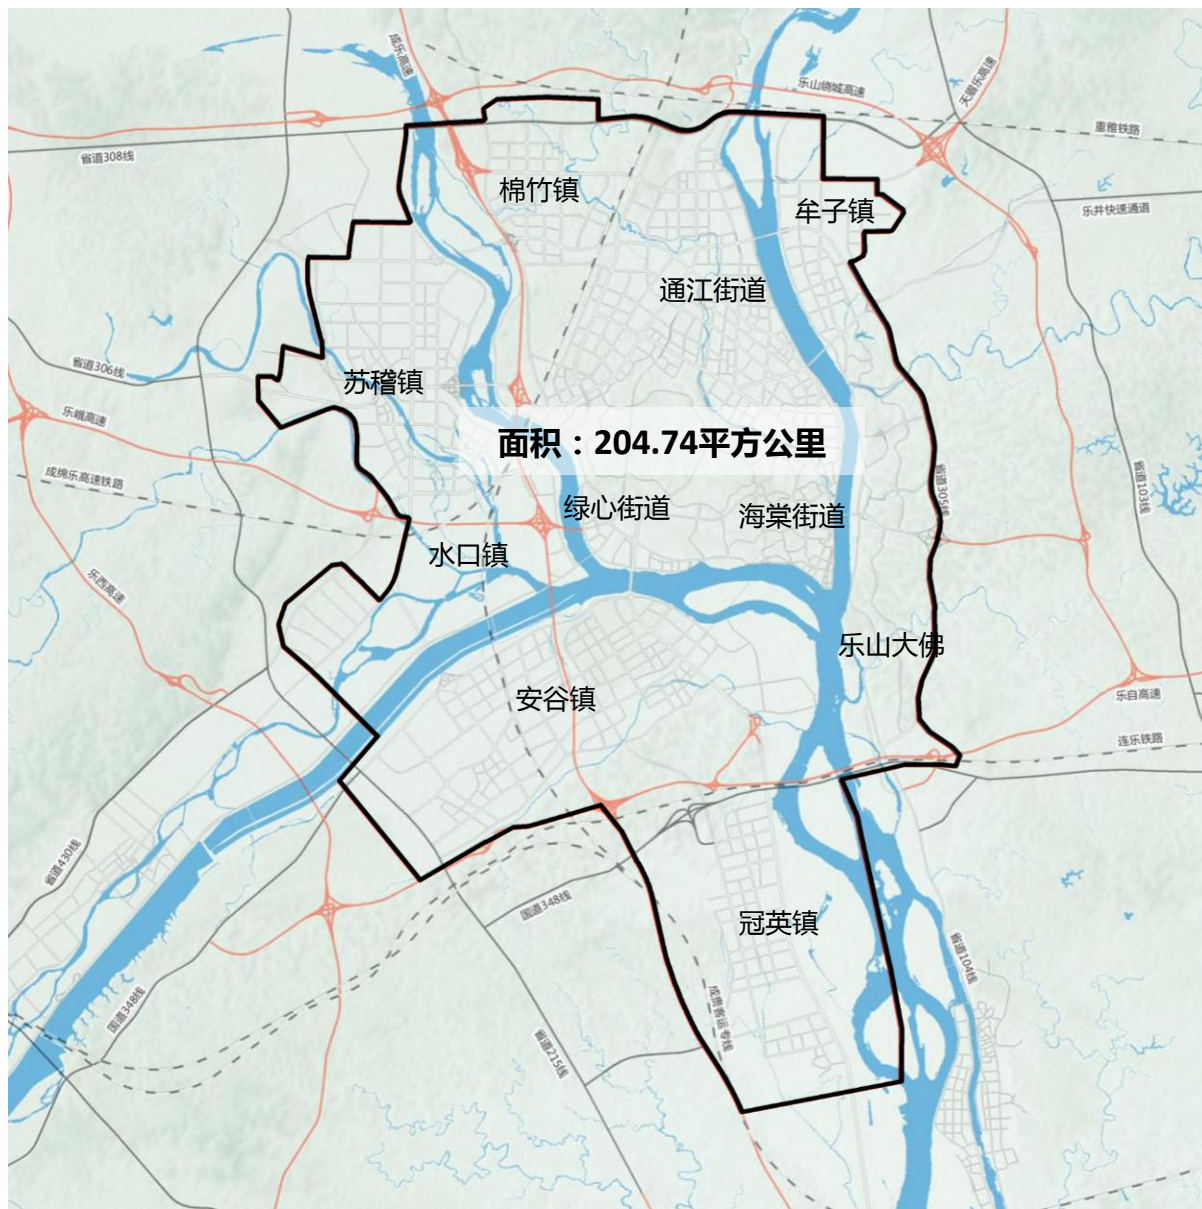 成乐高速
乐山绕城高速
天眉乐高速
重雅铁路
省道308线
棉竹镇
牟子镇
乐井快速通道
通江街道
省道306线
苏稽镇
乐峨高速
面积：204.74平方公里
成绵乐高速铁路
省道305线
省道103线
绿心街道
海棠街道
水口镇
乐西高速
乐山大佛
安谷镇
乐自高速
连乐铁路
省道430线
国道348线
冠英镇
省道104线
国道348线
成贵客运专线
省道215线